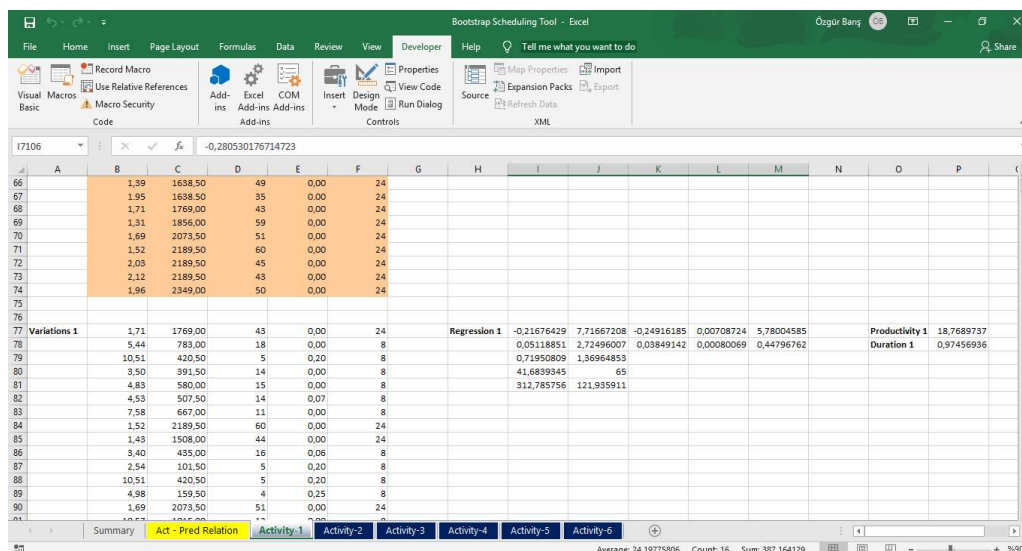 Bootstrap Scheduling Tool - Excel
Özgür Barış ÖB
File Home Insert Page Layout Formulas Data Review View Developer Help Tell me what you want to do Share
Visual Basic
Macros
Record Macro
Use Relative References
Macro Security
Code
Add-ins
Excel Add-ins
COM Add-ins
Add-ins
Insert
Design Mode
Properties
View Code
Run Dialog
Controls
Source
Map Properties
Expansion Packs
Refresh Data
Import
Export
XML
I7106 fx -0,280530176714723
A B C D E F G H I J K L M N O P
66 1,39 1638,50 49 0,00 24
67 1,95 1638,50 35 0,00 24
68 1,71 1769,00 43 0,00 24
69 1,31 1856,00 59 0,00 24
70 1,69 2073,50 51 0,00 24
71 1,52 2189,50 60 0,00 24
72 2,03 2189,50 45 0,00 24
73 2,12 2189,50 43 0,00 24
74 1,96 2349,00 50 0,00 24
75
76
77 Variations 1 1,71 1769,00 43 0,00 24 Regression 1 -0,21676429 7,71667208 -0,24916185 0,00708724 5,78004585 Productivity 1 18,7689737
78 5,44 783,00 18 0,00 8 0,05118851 2,72496007 0,03849142 0,00080069 0,44796762 Duration 1 0,97456936
79 10,51 420,50 5 0,20 8 0,71950809 1,36964853
80 3,50 391,50 14 0,00 8 41,6839345 65
81 4,83 580,00 15 0,00 8 312,785756 121,935911
82 4,53 507,50 14 0,07 8
83 7,58 667,00 11 0,00 8
84 1,52 2189,50 60 0,00 24
85 1,43 1508,00 44 0,00 24
86 3,40 435,00 16 0,06 8
87 2,54 101,50 5 0,20 8
88 10,51 420,50 5 0,20 8
89 4,98 159,50 4 0,25 8
90 1,69 2073,50 51 0,00 24
Summary Act - Pred Relation Activity-1 Activity-2 Activity-3 Activity-4 Activity-5 Activity-6
Average: 24,19775806 Count: 16 Sum: 387,164129